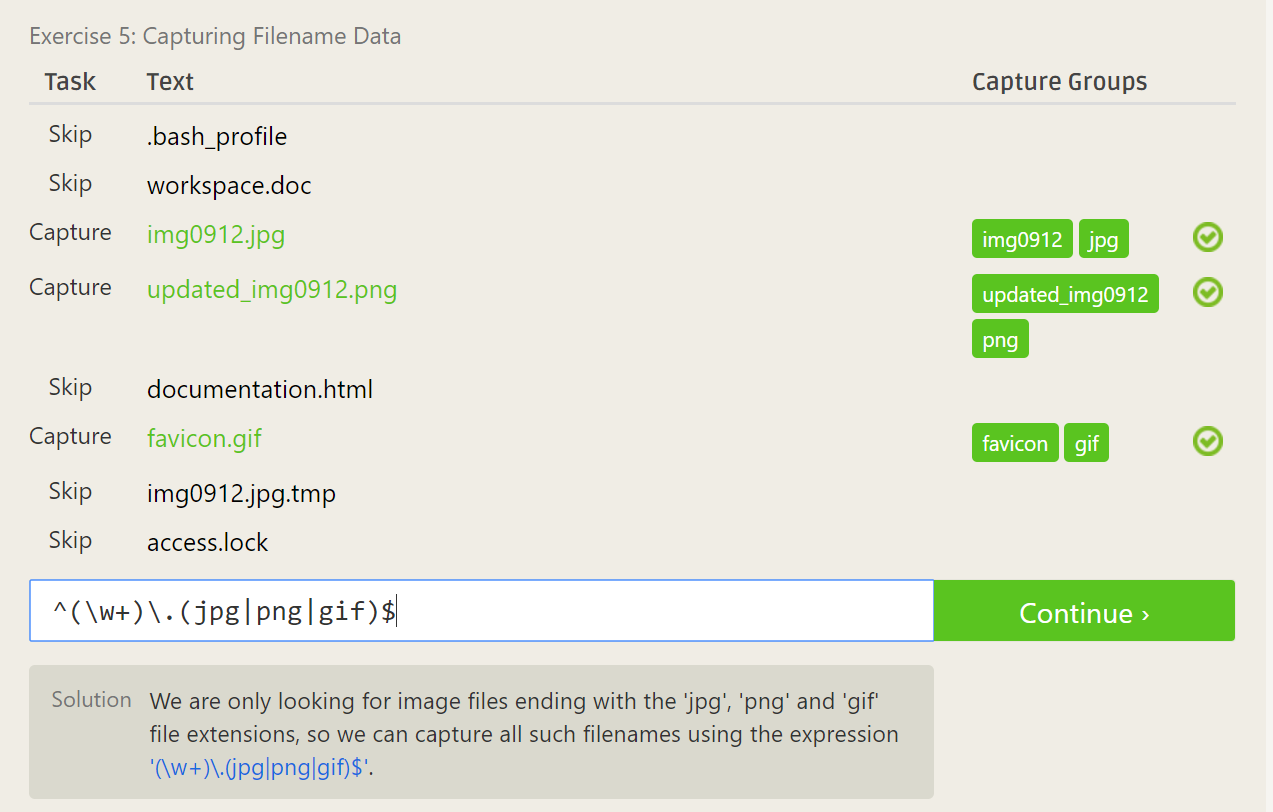 Exercise 5: Capturing Filename Data
Task Text Capture Groups
Skip .bash_profile
Skip workspace.doc
Capture img0912.jpg img0912 jpg
Capture updated_img0912.png updated_img0912
png
Skip documentation.html
Capture favicon.gif favicon gif
Skip img0912.jpg.tmp
Skip access.lock
^(\w+)\.(jpg|png|gif)$ Continue ›
Solution We are only looking for image files ending with the 'jpg', 'png' and 'gif'
file extensions, so we can capture all such filenames using the expression
'(\w+)\.(jpg|png|gif)$'.